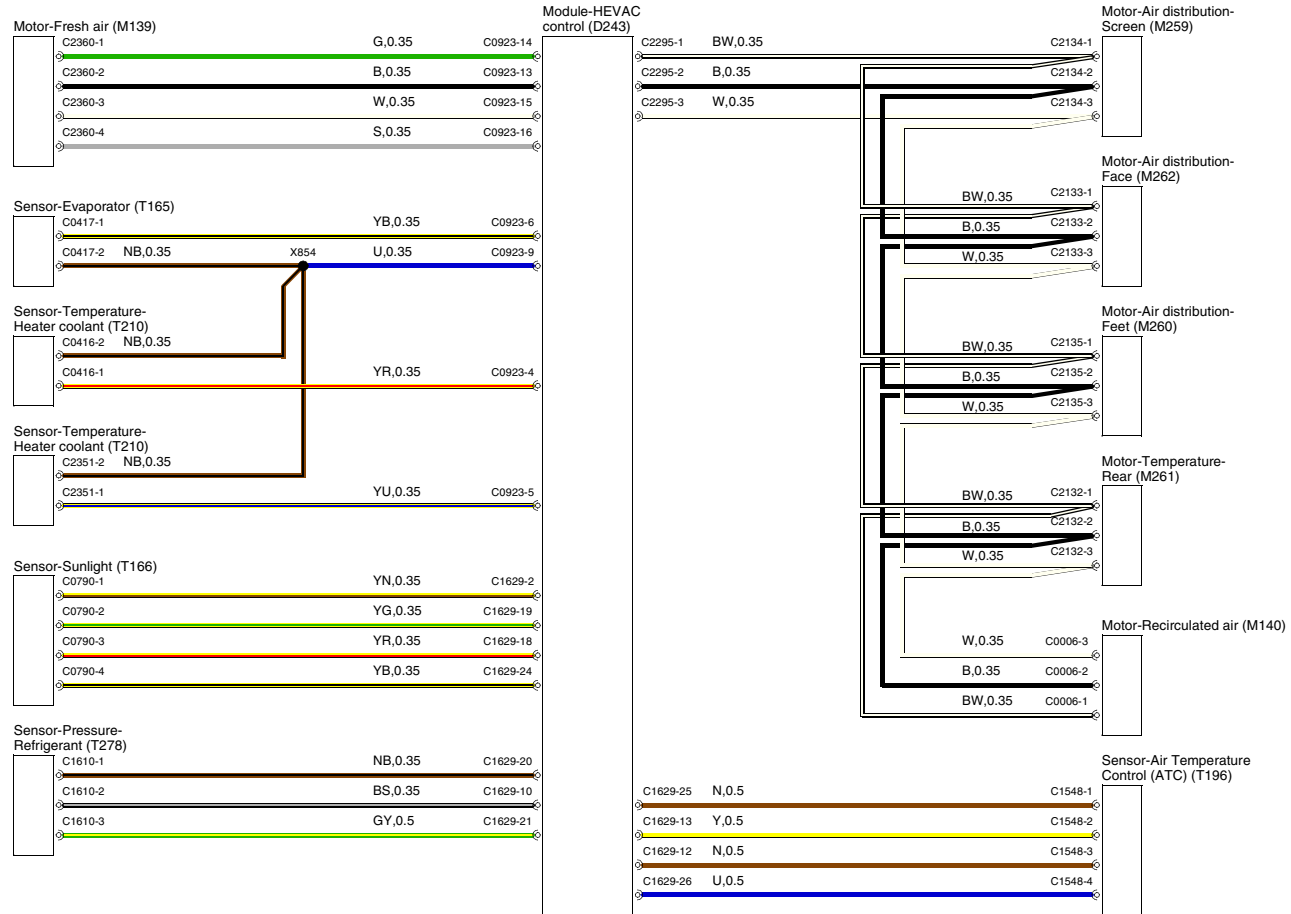 Motor-Fresh air (M139)
C2360-1 G,0.35 C0923-14
C2360-2 B,0.35 C0923-13
C2360-3 W,0.35 C0923-15
C2360-4 S,0.35 C0923-16
Sensor-Evaporator (T165)
C0417-1 YB,0.35 C0923-6
C0417-2 NB,0.35 X854 U,0.35 C0923-9
Sensor-Temperature-
Heater coolant (T210)
C0416-2 NB,0.35
C0416-1 YR,0.35 C0923-4
Sensor-Temperature-
Heater coolant (T210)
C2351-2 NB,0.35
C2351-1 YU,0.35 C0923-5
Sensor-Sunlight (T166)
C0790-1 YN,0.35 C1629-2
C0790-2 YG,0.35 C1629-19
C0790-3 YR,0.35 C1629-18
C0790-4 YB,0.35 C1629-24
Sensor-Pressure-
Refrigerant (T278)
C1610-1 NB,0.35 C1629-20
C1610-2 BS,0.35 C1629-10
C1610-3 GY,0.5 C1629-21
Module-HEVAC
control (D243)
C2295-1 BW,0.35 C2134-1
C2295-2 B,0.35 C2134-2
C2295-3 W,0.35 C2134-3
Motor-Air distribution-
Screen (M259)
Motor-Air distribution-
Face (M262)
BW,0.35 C2133-1
B,0.35 C2133-2
W,0.35 C2133-3
Motor-Air distribution-
Feet (M260)
BW,0.35 C2135-1
B,0.35 C2135-2
W,0.35 C2135-3
Motor-Temperature-
Rear (M261)
BW,0.35 C2132-1
B,0.35 C2132-2
W,0.35 C2132-3
Motor-Recirculated air (M140)
W,0.35 C0006-3
B,0.35 C0006-2
BW,0.35 C0006-1
Sensor-Air Temperature
Control (ATC) (T196)
C1629-25 N,0.5 C1548-1
C1629-13 Y,0.5 C1548-2
C1629-12 N,0.5 C1548-3
C1629-26 U,0.5 C1548-4